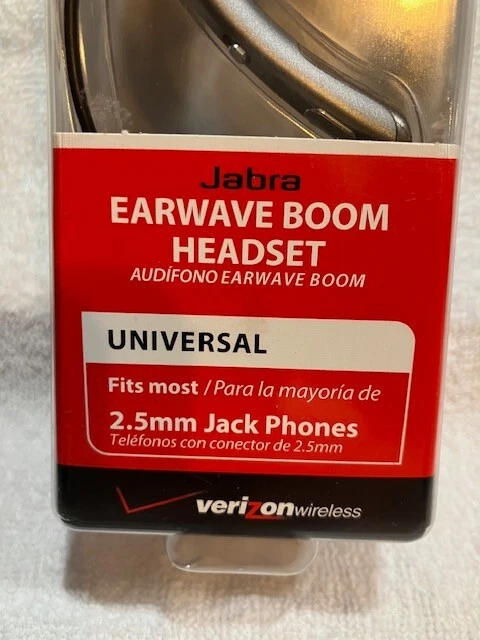 Jabra
EARWAVE BOOM
HEADSET
AUDÍFONO EARWAVE BOOM
UNIVERSAL
Fits most / Para la mayoría de
2.5mm Jack Phones
Teléfonos con conector de 2.5mm
verizonwireless